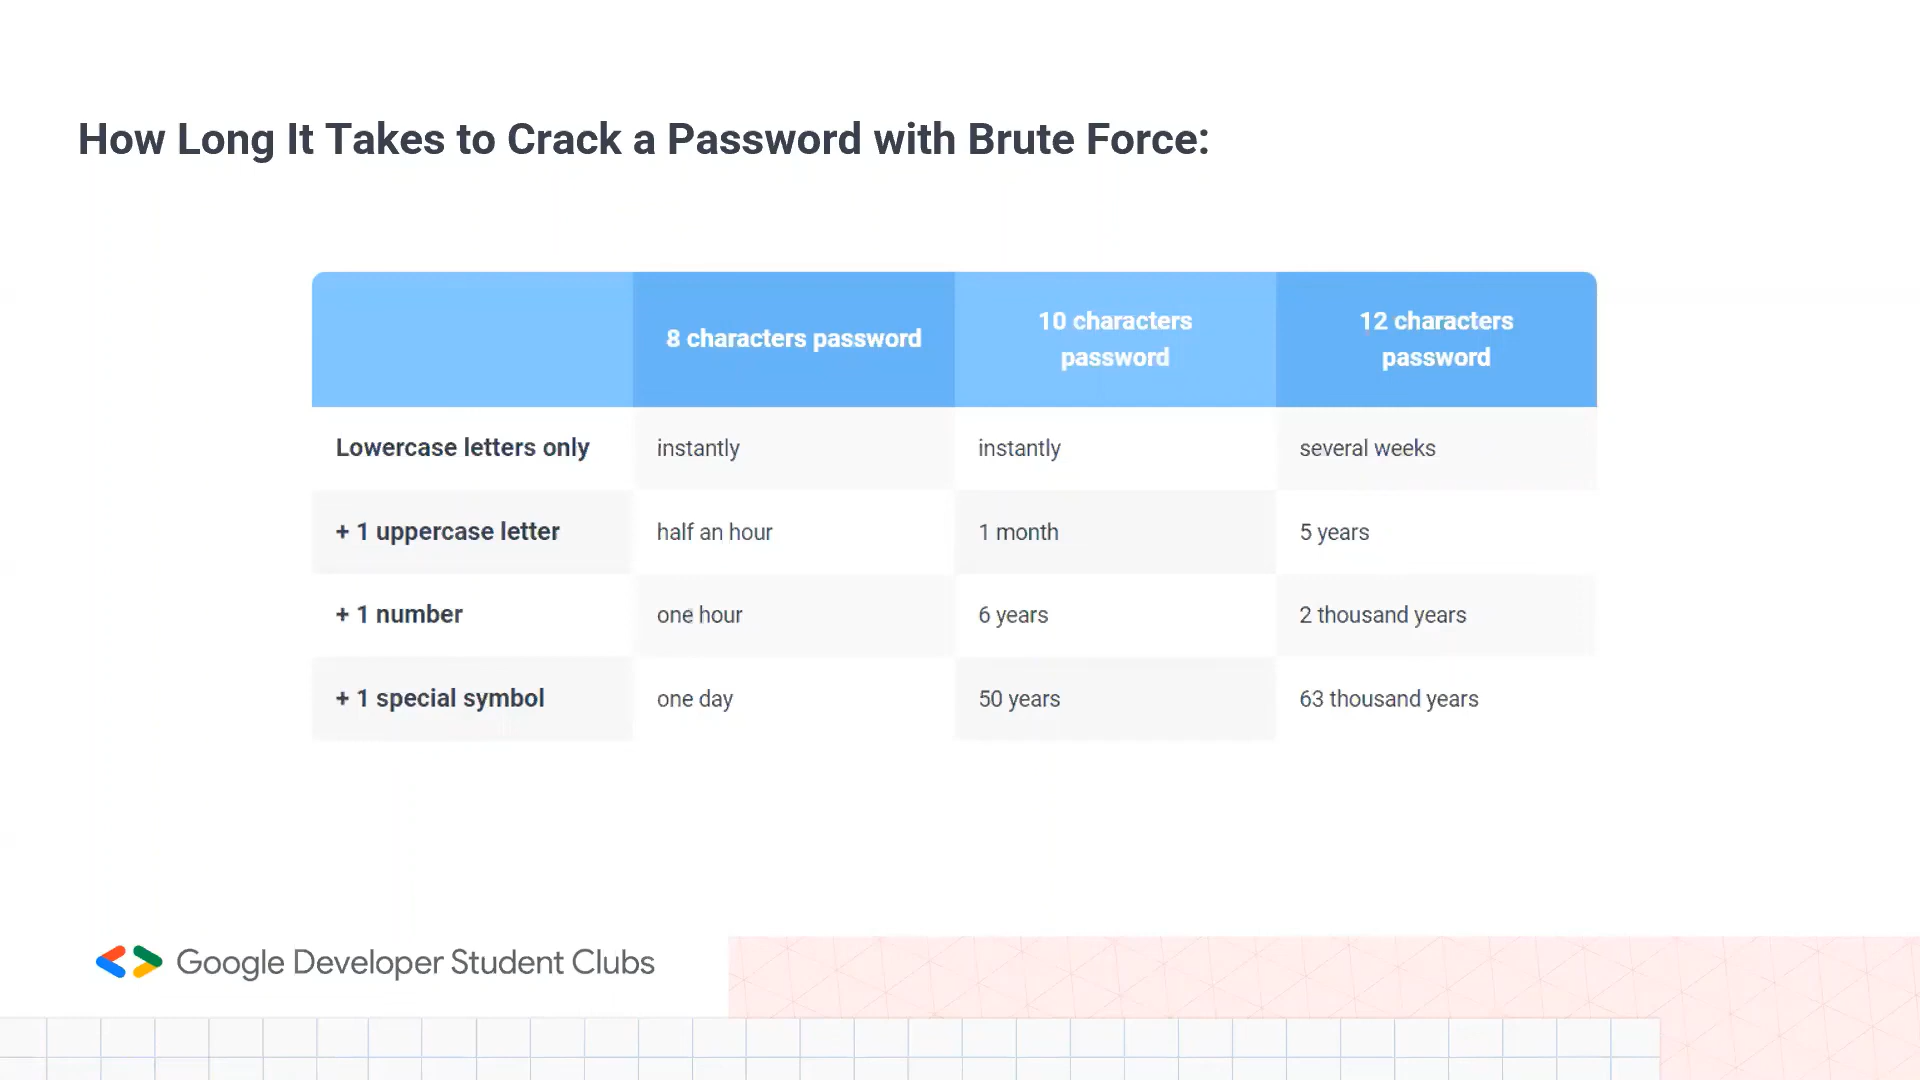 How Long It Takes to Crack a Password with Brute Force:
8 characters password
10 characters
password
12 characters
password
Lowercase letters only
instantly
instantly
several weeks
+ 1 uppercase letter
half an hour
1 month
5 years
+ 1 number
one hour
6 years
2 thousand years
+ 1 special symbol
one day
50 years
63 thousand years
Google Developer Student Clubs